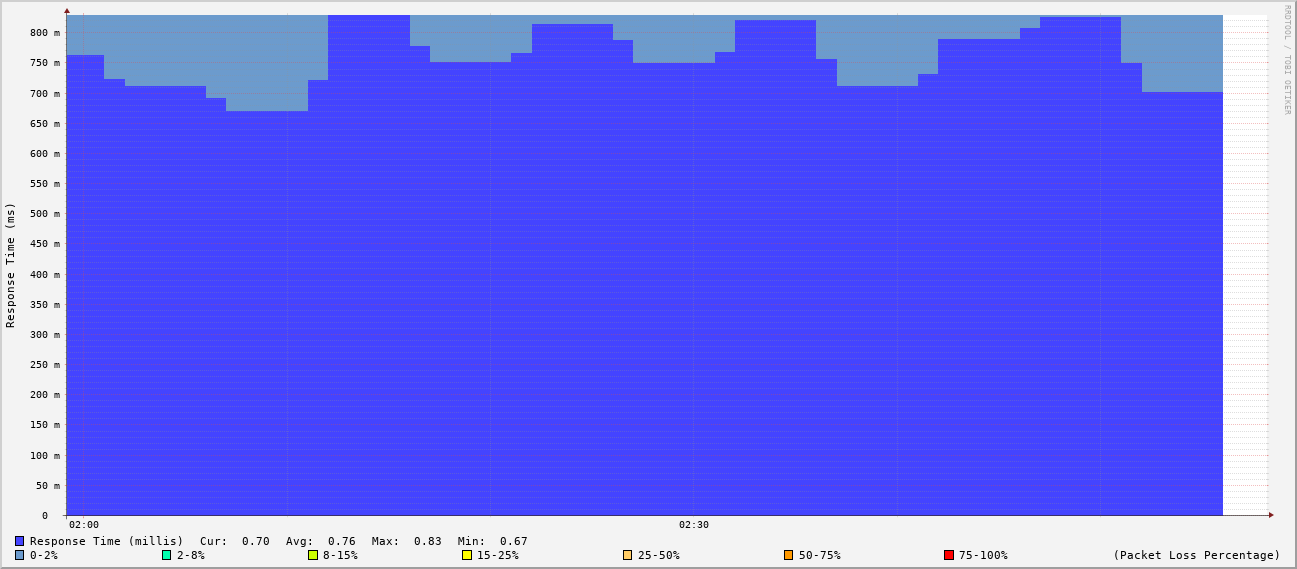 RRDTOOL / TOBI OETIKER
Response Time (ms)
800 m
750 m
700 m
650 m
600 m
550 m
500 m
450 m
400 m
350 m
300 m
250 m
200 m
150 m
100 m
50 m
0
02:00 02:30
Response Time (millis) Cur: 0.70 Avg: 0.76 Max: 0.83 Min: 0.67
0-2% 2-8% 8-15% 15-25% 25-50% 50-75% 75-100% (Packet Loss Percentage)